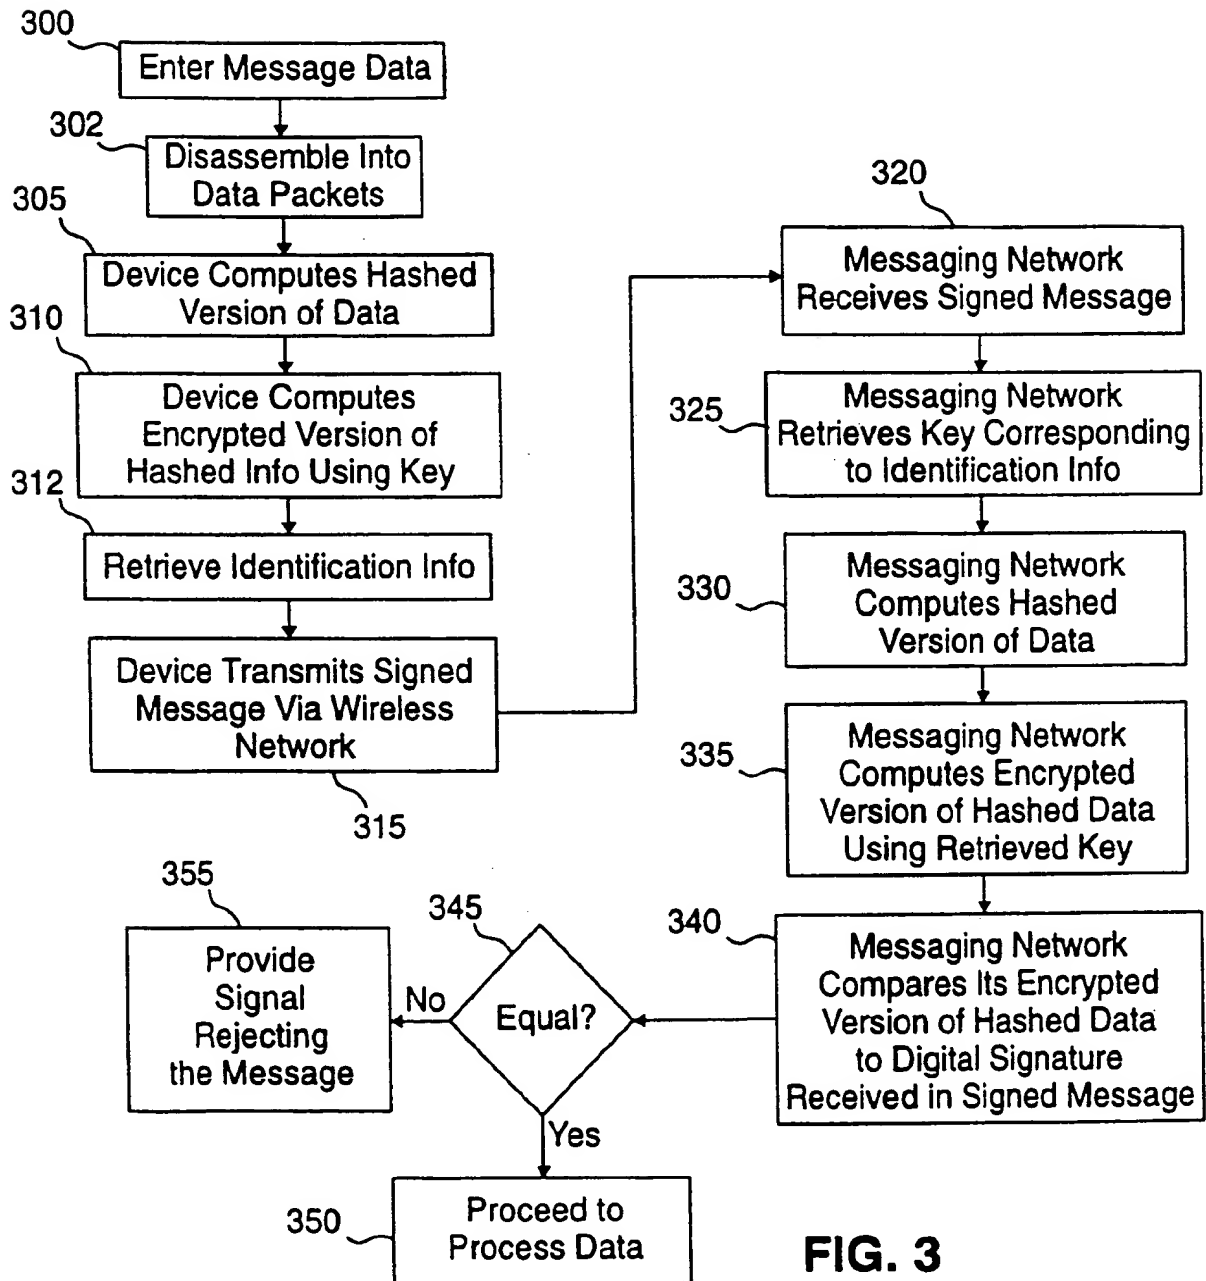 300
Enter Message Data
302
Disassemble Into
Data Packets
305
Device Computes Hashed
Version of Data
310
Device Computes
Encrypted Version of
Hashed Info Using Key
312
Retrieve Identification Info
Device Transmits Signed
Message Via Wireless
Network
315
320
Messaging Network
Receives Signed Message
325
Messaging Network
Retrieves Key Corresponding
to Identification Info
330
Messaging Network
Computes Hashed
Version of Data
335
Messaging Network
Computes Encrypted
Version of Hashed Data
Using Retrieved Key
340
Messaging Network
Compares Its Encrypted
Version of Hashed Data
to Digital Signature
Received in Signed Message
345
Equal?
No
355
Provide
Signal
Rejecting
the Message
Yes
350
Proceed to
Process Data
FIG. 3